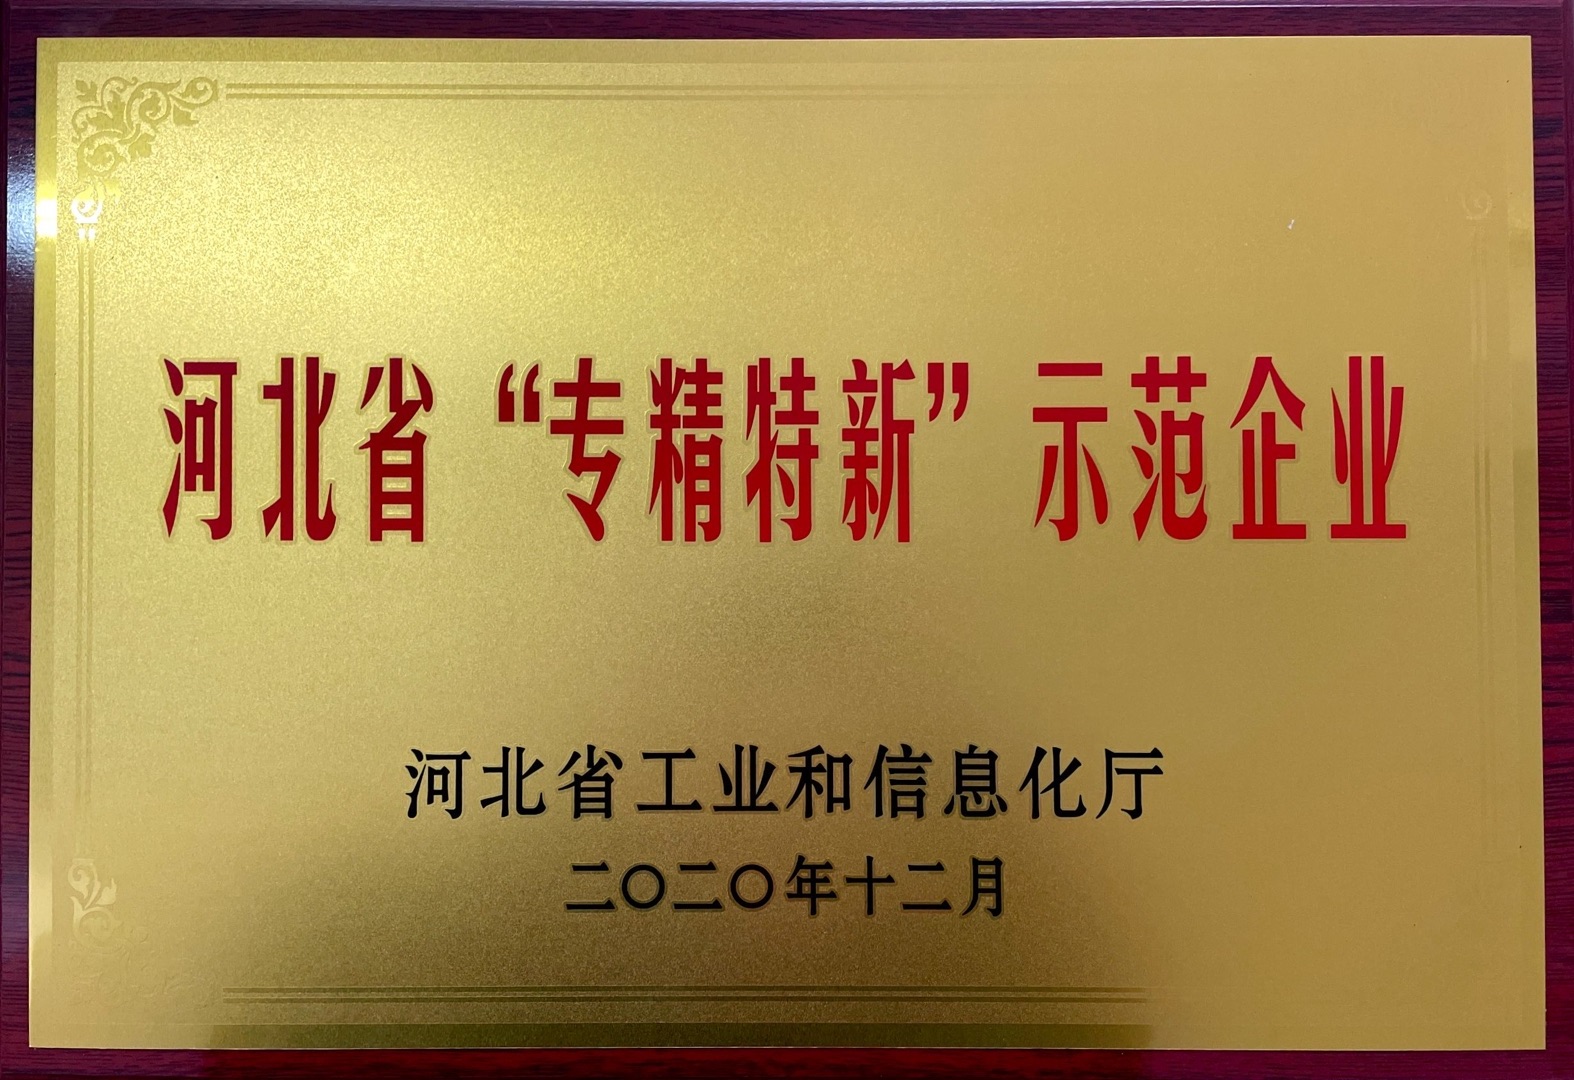 河北省“专精特新”示范企业
河北省工业和信息化厅
二〇二〇年十二月